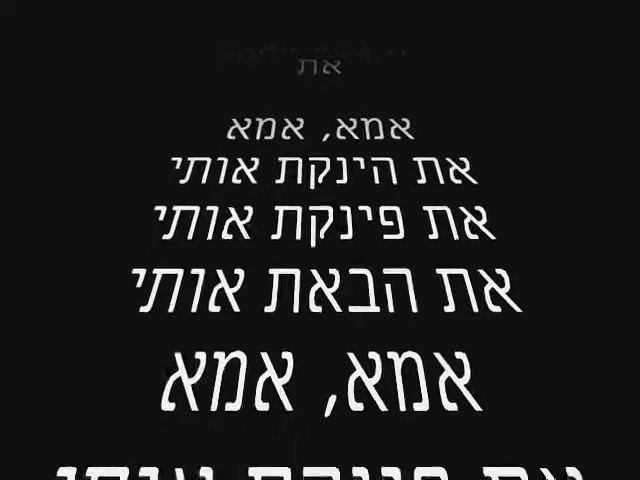 את
אמא, אמא
את הינקת אותי
את פינקת אותי
את הבאת אותי
אמא, אמא